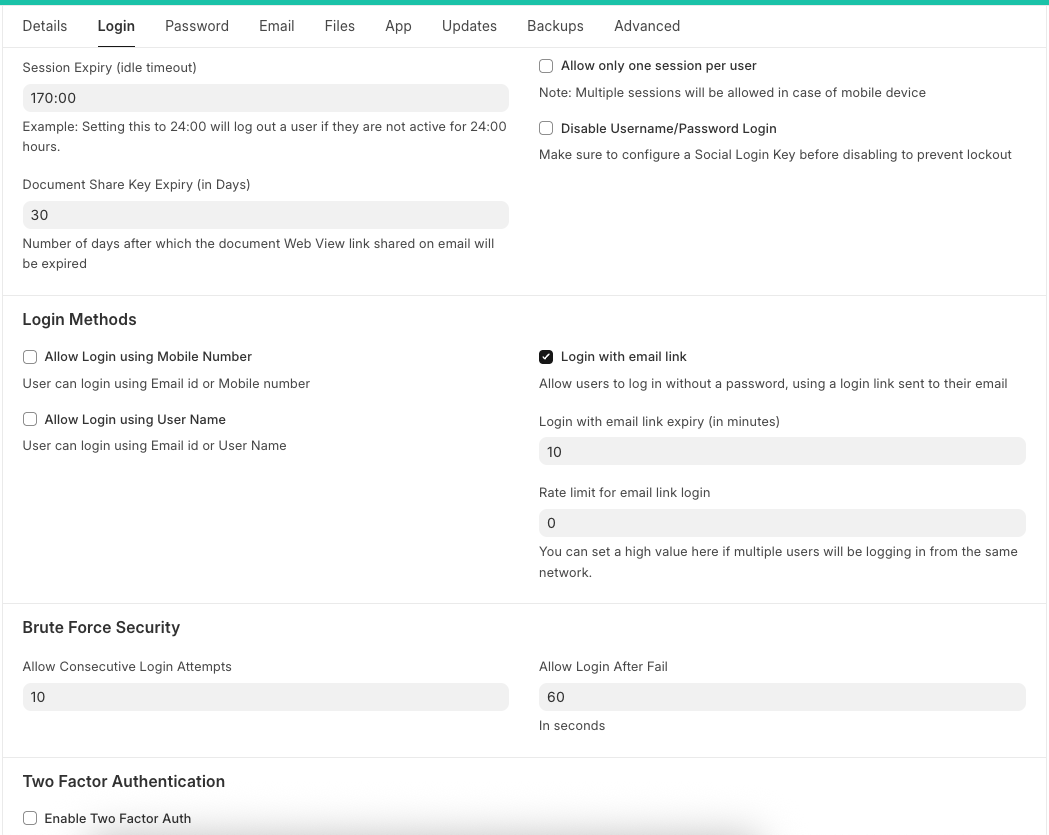 Details Login Password Email Files App Updates Backups Advanced
Session Expiry (idle timeout)
170:00
Example: Setting this to 24:00 will log out a user if they are not active for 24:00
hours.
Document Share Key Expiry (in Days)
30
Number of days after which the document Web View link shared on email will
be expired
Allow only one session per user
Note: Multiple sessions will be allowed in case of mobile device
Disable Username/Password Login
Make sure to configure a Social Login Key before disabling to prevent lockout
Login Methods
Allow Login using Mobile Number
User can login using Email id or Mobile number
Allow Login using User Name
User can login using Email id or User Name
Login with email link
Allow users to log in without a password, using a login link sent to their email
Login with email link expiry (in minutes)
10
Rate limit for email link login
0
You can set a high value here if multiple users will be logging in from the same
network.
Brute Force Security
Allow Consecutive Login Attempts
10
Allow Login After Fail
60
In seconds
Two Factor Authentication
Enable Two Factor Auth